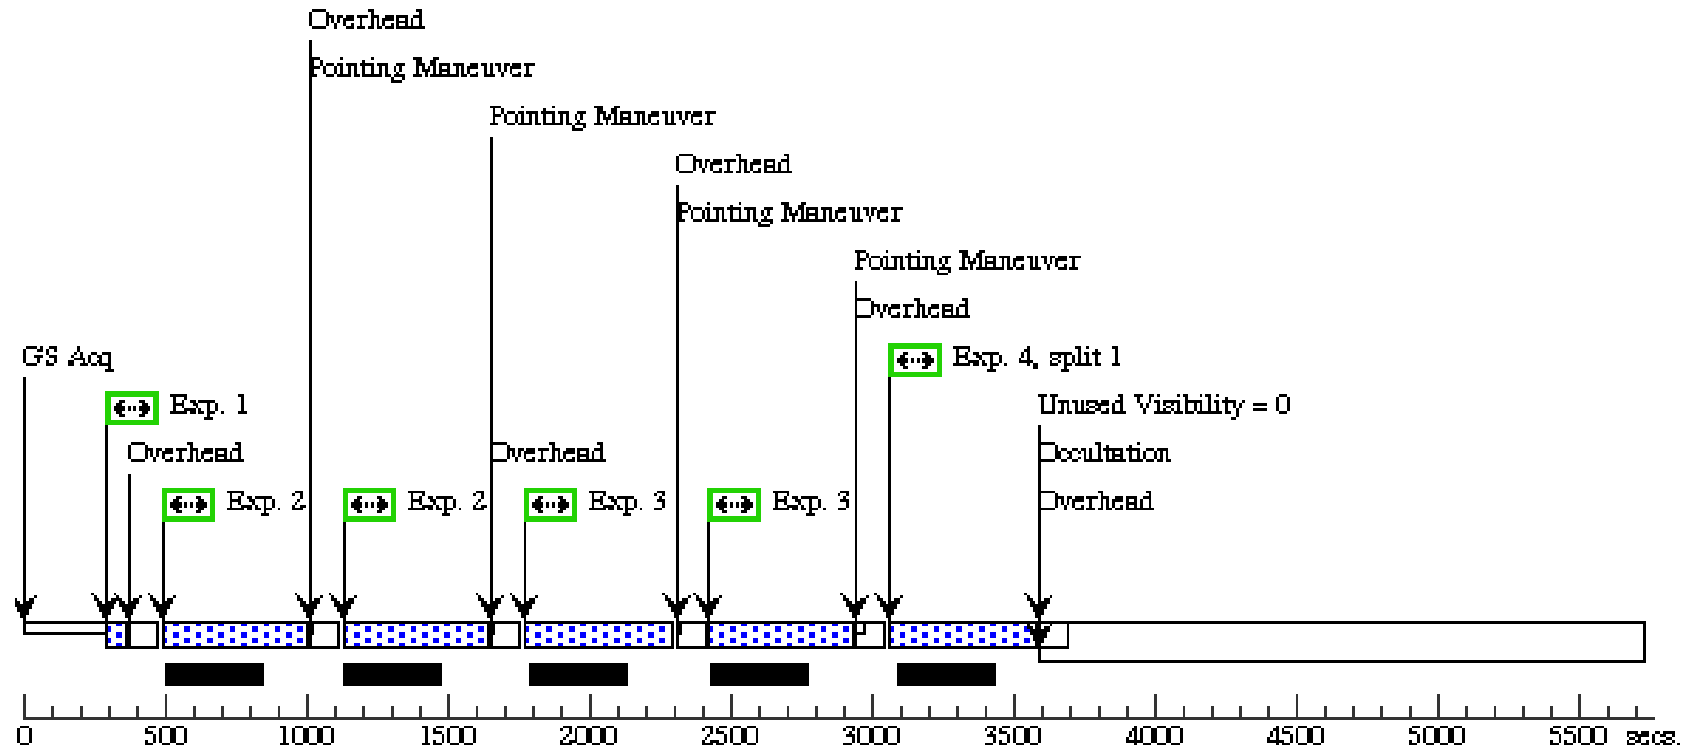 Overhead
Pointing Maneuver
Pointing Maneuver
Overhead
Pointing Maneuver
Pointing Maneuver
Overhead
GS Acq
Exp. 4, split 1
Exp. 1
Unused Visibility = 0
Overhead
Overhead
Occultation
Exp. 2
Exp. 2
Exp. 3
Exp. 3
Overhead
0 500 1000 1500 2000 2500 3000 3500 4000 4500 5000 5500 secs.